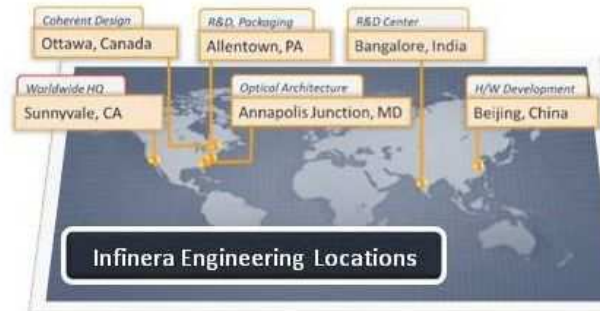 Coherent Design
Ottawa, Canada
R&D, Packaging
Allentown, PA
R&D Center
Bangalore, India
Worldwide HQ
Sunnyvale, CA
Optical Architecture
Annapolis Junction, MD
H/W Development
Beijing, China
Infinera Engineering Locations